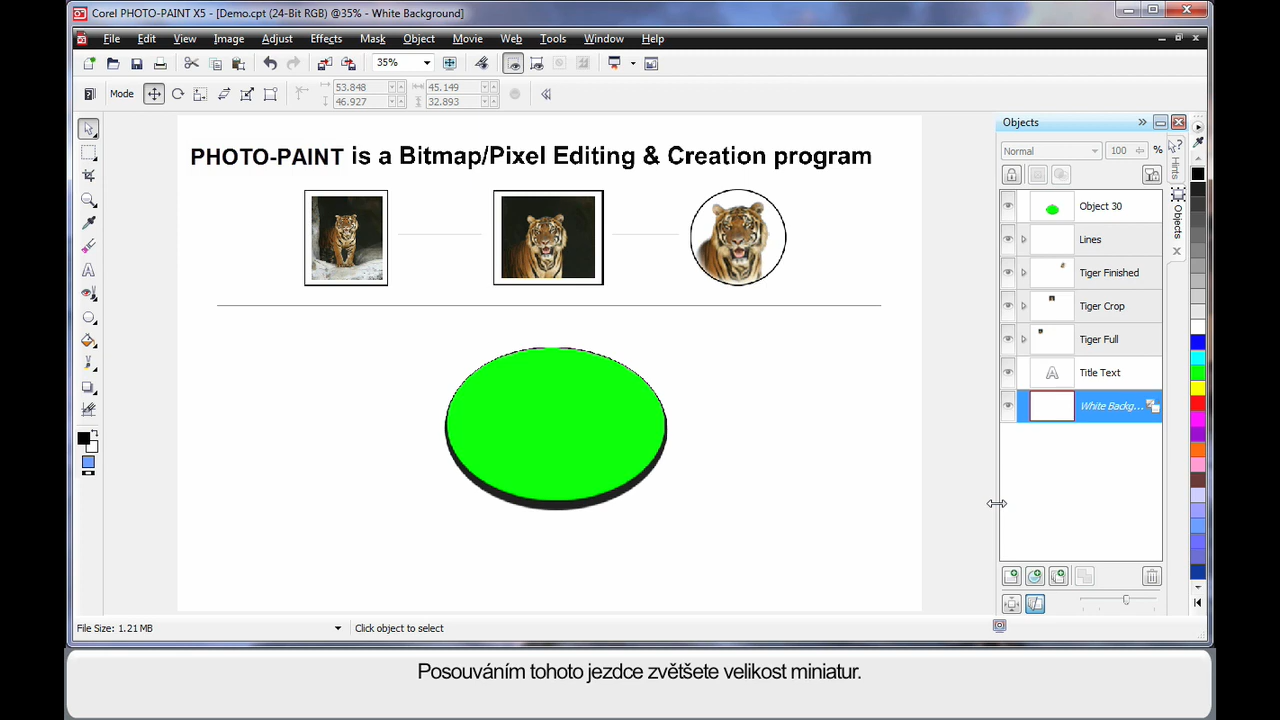 Corel PHOTO-PAINT X5 - [Demo.cpt (24-Bit RGB) @35% - White Background]
File Edit View Image Adjust Effects Mask Object Movie Web Tools Window Help
35%
Mode 53.848 46.927 45.149 32.893
Objects
Normal 100 %
Hints
Objects
PHOTO-PAINT is a Bitmap/Pixel Editing & Creation program
Object 30
Lines
Tiger Finished
Tiger Crop
Tiger Full
Title Text
White Backg...
File Size: 1.21 MB Click object to select
Posouváním tohoto jezdce zvětšete velikost miniatur.